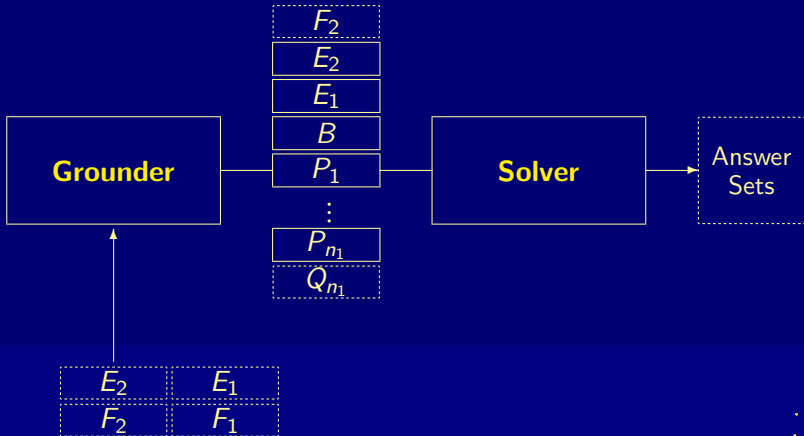 F₂
E₂
E₁
B
P₁
⋮
Pₙ₁
Qₙ₁
Grounder
Solver
Answer
Sets
E₂ E₁
F₂ F₁